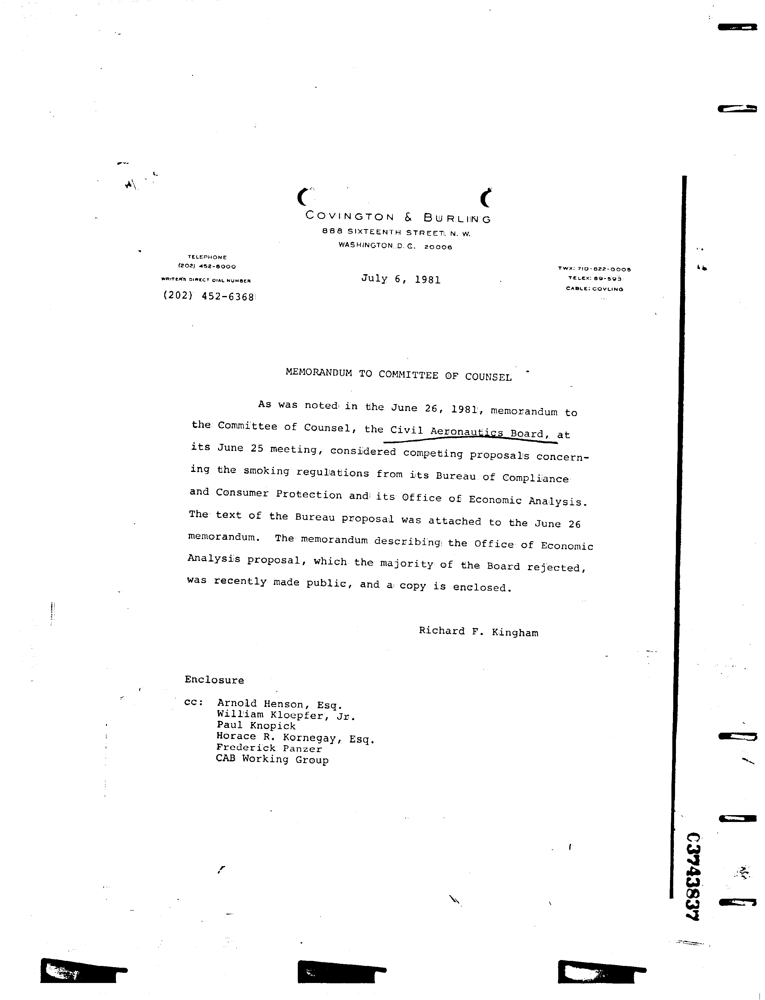 COVINGTON & BURLING
888 SIXTEENTH STREET, N. W.
WASHINGTON, D. C. 20006
TELEPHONE
(202) 452-6000
WRITER'S DIRECT DIAL NUMBER
(202) 452-6368
July 6, 1981
TWX: 710-822-0005
TELEX: 89-593
CABLE: COVLING
MEMORANDUM TO COMMITTEE OF COUNSEL
As was noted in the June 26, 1981, memorandum to
the Committee of Counsel, the Civil Aeronautics Board, at
its June 25 meeting, considered competing proposals concern-
ing the smoking regulations from its Bureau of Compliance
and Consumer Protection and its Office of Economic Analysis.
The text of the Bureau proposal was attached to the June 26
memorandum. The memorandum describing the Office of Economic
Analysis proposal, which the majority of the Board rejected,
was recently made public, and a copy is enclosed.
Richard F. Kingham
Enclosure
cc: Arnold Henson, Esq.
William Kloepfer, Jr.
Paul Knopick
Horace R. Kornegay, Esq.
Frederick Panzer
CAB Working Group
C3743837